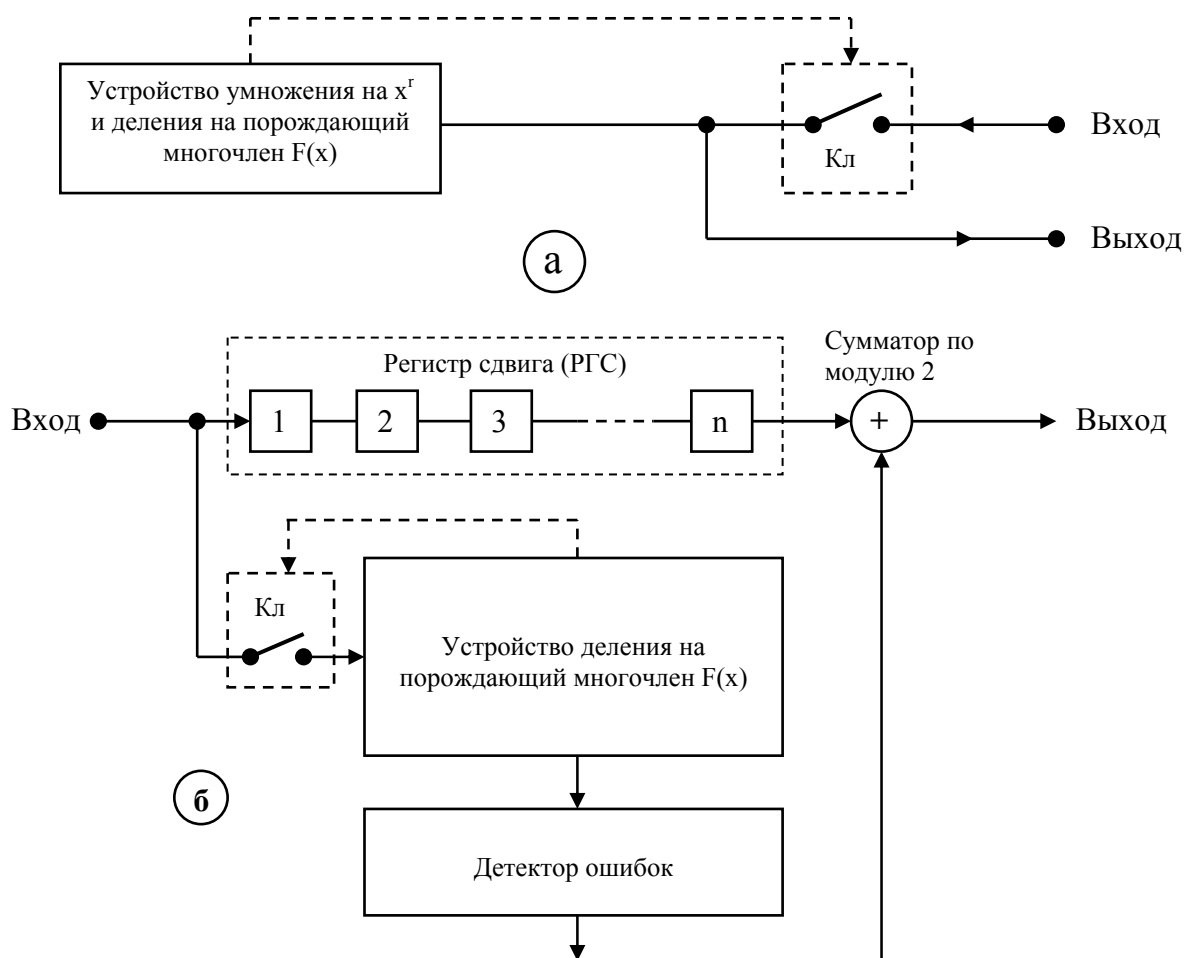 Устройство умножения на xʳ
и деления на порождающий
многочлен F(x)
Кл
Вход
Выход
а
Регистр сдвига (РГС)
Сумматор по
модулю 2
Вход
1
2
3
n
+
Выход
Кл
Устройство деления на
порождающий многочлен F(x)
б
Детектор ошибок